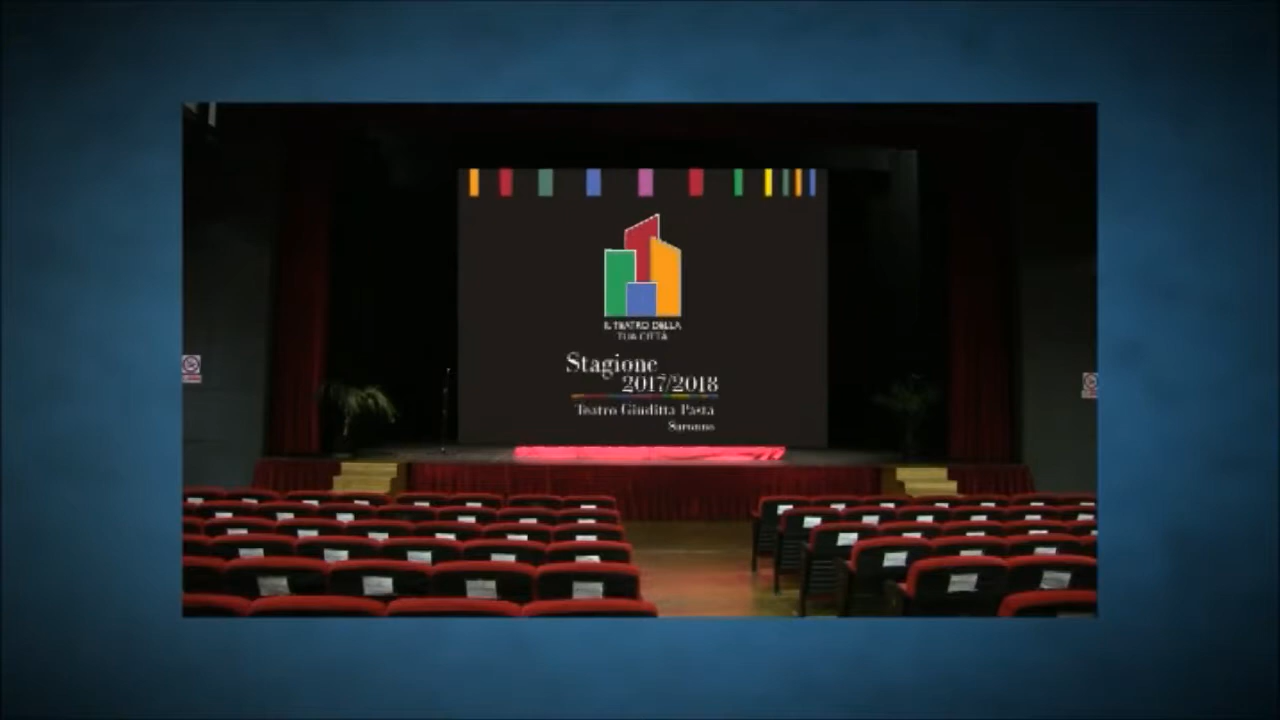 IL TEATRO DELLA
TUA CITTÀ
Stagione
2017/2018
Teatro Giuditta Pasta
Saronno